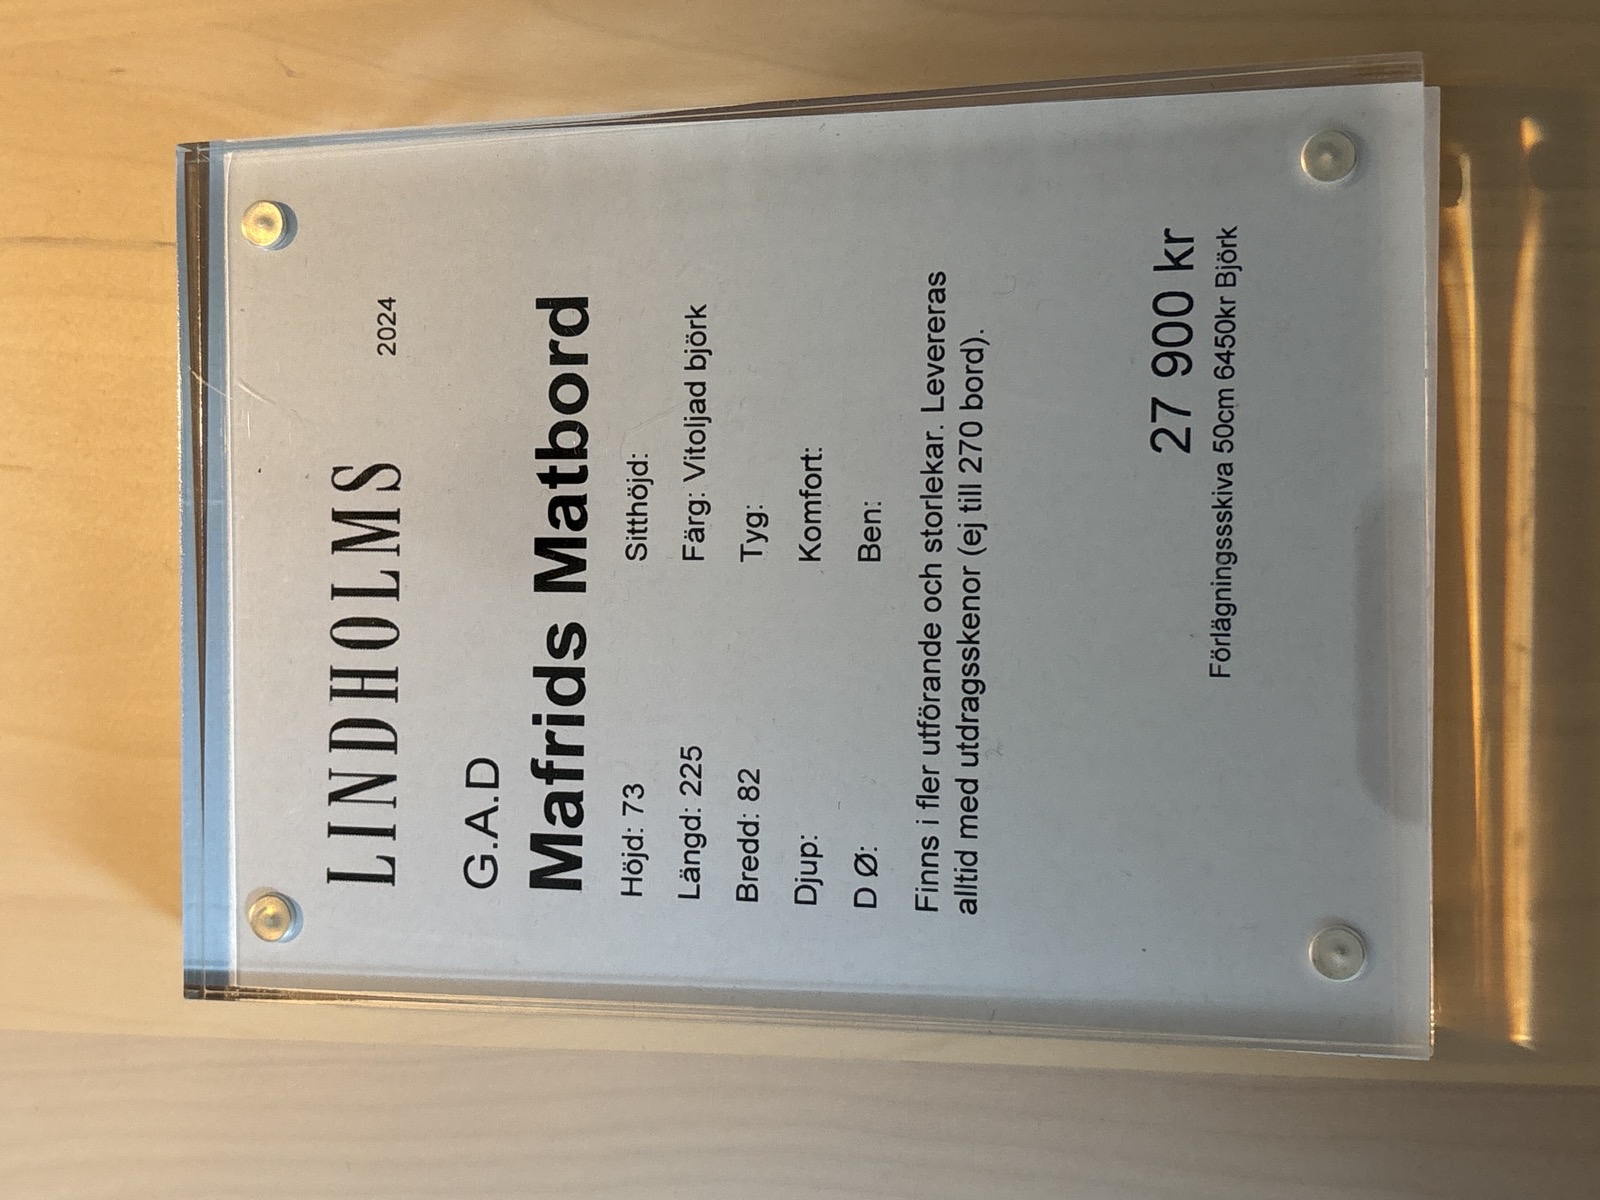 LINDHOLMS
2024
G.A.D
Mafrids Matbord
Höjd: 73
Sitthöjd:
Längd: 225
Färg: Vitoljad björk
Bredd: 82
Tyg:
Djup:
Komfort:
D Ø:
Ben:
Finns i fler utförande och storlekar. Levereras
alltid med utdragsskenor (ej till 270 bord).
27 900 kr
Förlägningssskiva 50cm 6450kr Björk